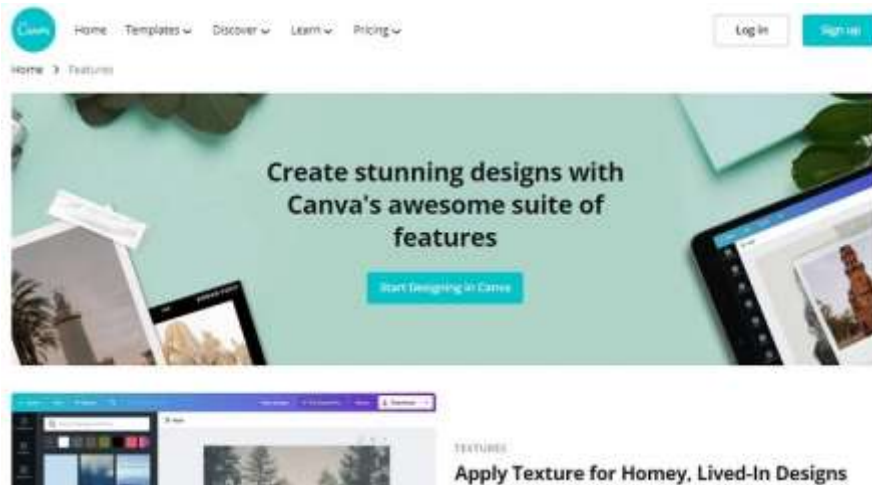 Canva
Home Templates Discover Learn Pricing
Log in
Sign up
Home > Features
Create stunning designs with
Canva's awesome suite of
features
Start Designing in Canva
TEXTURES
Apply Texture for Homey, Lived-In Designs